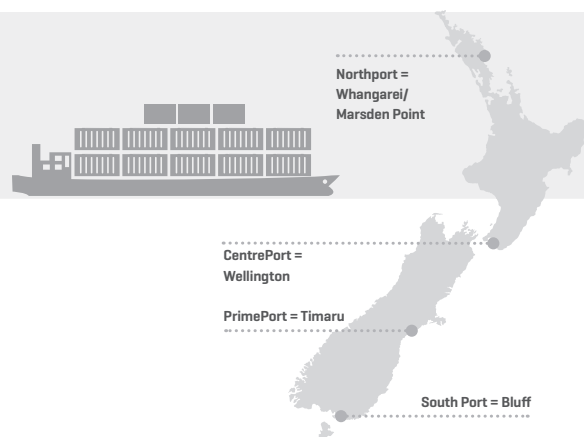 Northport =
Whangarei/
Marsden Point
CentrePort =
Wellington
PrimePort = Timaru
South Port = Bluff